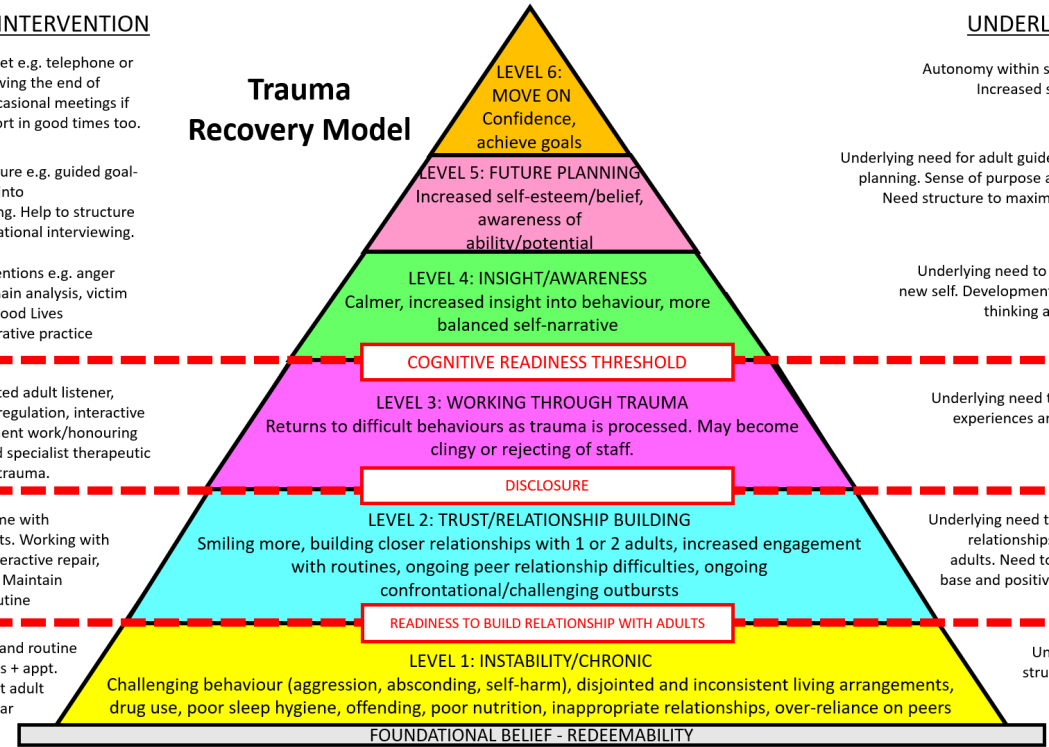 INTERVENTION
et e.g. telephone or
wing the end of
casional meetings if
ort in good times too.
ure e.g. guided goal-
nto
ng. Help to structure
ational interviewing.
entions e.g. anger
ain analysis, victim
ood Lives
rative practice
ted adult listener,
regulation, interactive
ent work/honouring
d specialist therapeutic
trauma.
me with
ts. Working with
eractive repair,
Maintain
utine
and routine
s + appt.
t adult
ar
Trauma
Recovery Model
LEVEL 6:
MOVE ON
Confidence,
achieve goals
LEVEL 5: FUTURE PLANNING
Increased self-esteem/belief,
awareness of
ability/potential
LEVEL 4: INSIGHT/AWARENESS
Calmer, increased insight into behaviour, more
balanced self-narrative
COGNITIVE READINESS THRESHOLD
LEVEL 3: WORKING THROUGH TRAUMA
Returns to difficult behaviours as trauma is processed. May become
clingy or rejecting of staff.
DISCLOSURE
LEVEL 2: TRUST/RELATIONSHIP BUILDING
Smiling more, building closer relationships with 1 or 2 adults, increased engagement
with routines, ongoing peer relationship difficulties, ongoing
confrontational/challenging outbursts
READINESS TO BUILD RELATIONSHIP WITH ADULTS
LEVEL 1: INSTABILITY/CHRONIC
Challenging behaviour (aggression, absconding, self-harm), disjointed and inconsistent living arrangements,
drug use, poor sleep hygiene, offending, poor nutrition, inappropriate relationships, over-reliance on peers
FOUNDATIONAL BELIEF - REDEEMABILITY
UNDERL
Autonomy within s
Increased s
Underlying need for adult guide
planning. Sense of purpose a
Need structure to maxim
Underlying need to
new self. Development
thinking a
Underlying need t
experiences an
Underlying need t
relationships
adults. Need to
base and positiv
Un
stru